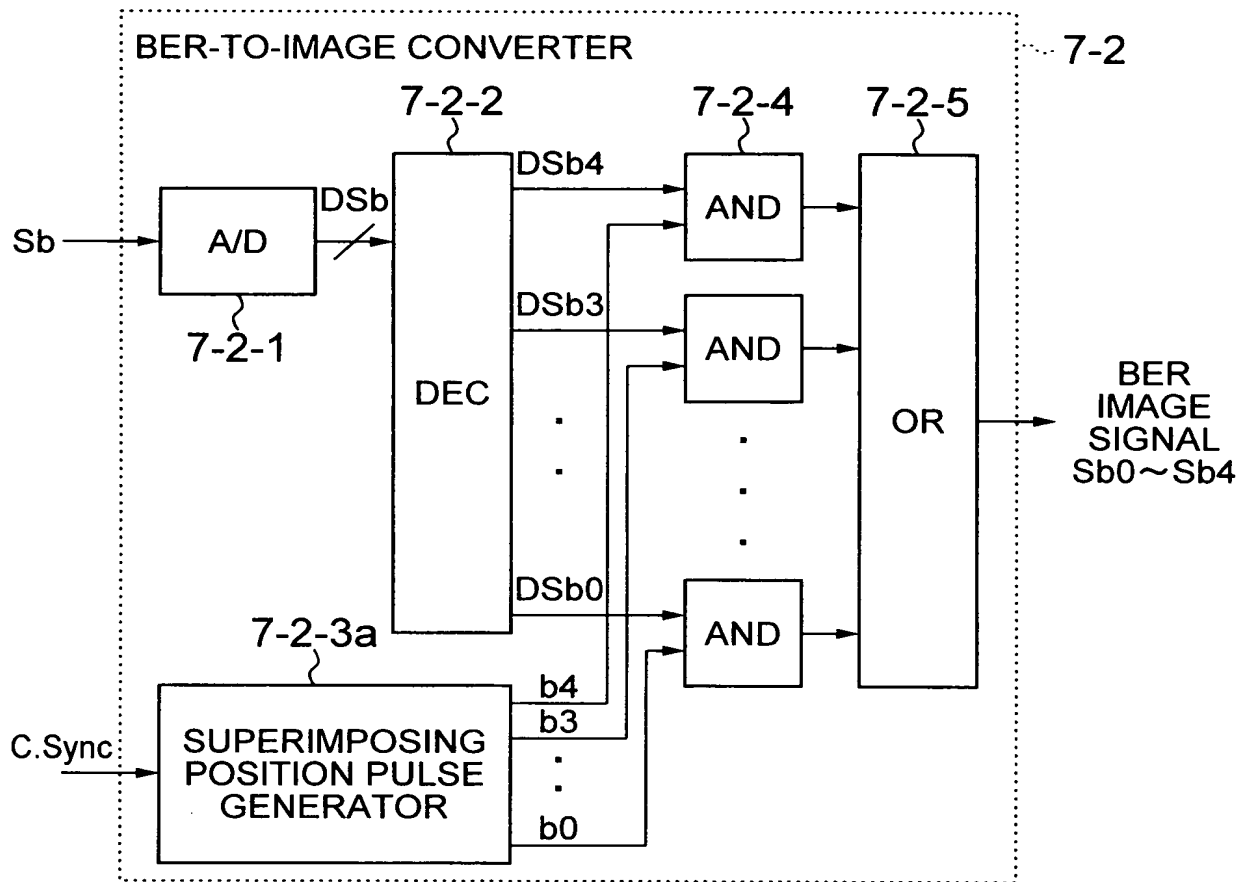 BER-TO-IMAGE CONVERTER
7-2
7-2-2
7-2-4
7-2-5
DSb4
DSb
AND
Sb
A/D
DSb3
7-2-1
AND
DEC
OR
BER
IMAGE
SIGNAL
Sb0~Sb4
DSb0
AND
7-2-3a
b4
b3
C.Sync
SUPERIMPOSING
POSITION PULSE
GENERATOR
b0